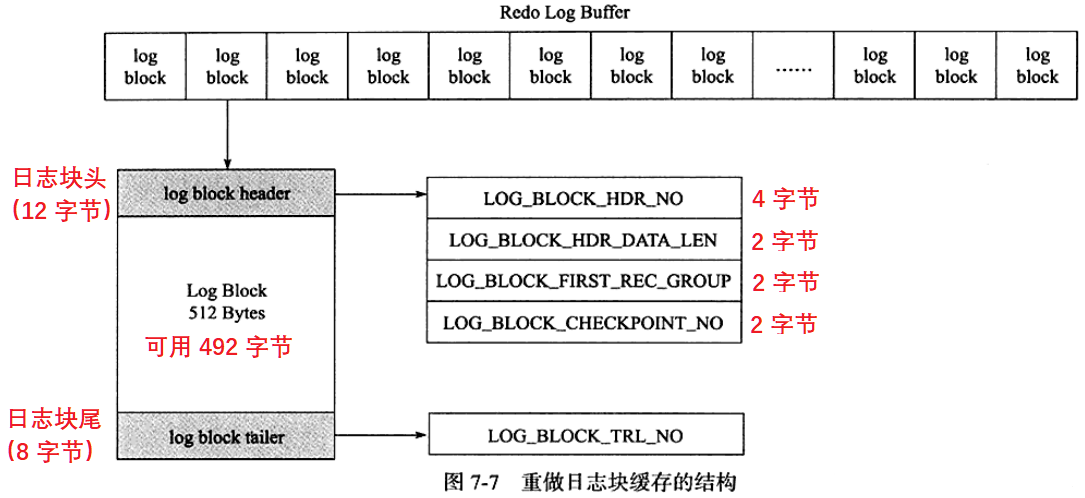 Redo Log Buffer
log block
log block
log block
log block
log block
log block
log block
log block
......
log block
log block
log block
日志块头
(12 字节)
log block header
LOG_BLOCK_HDR_NO
4 字节
LOG_BLOCK_HDR_DATA_LEN
2 字节
LOG_BLOCK_FIRST_REC_GROUP
2 字节
LOG_BLOCK_CHECKPOINT_NO
2 字节
Log Block
512 Bytes
可用 492 字节
日志块尾
(8 字节)
log block tailer
LOG_BLOCK_TRL_NO
图 7-7 重做日志块缓存的结构